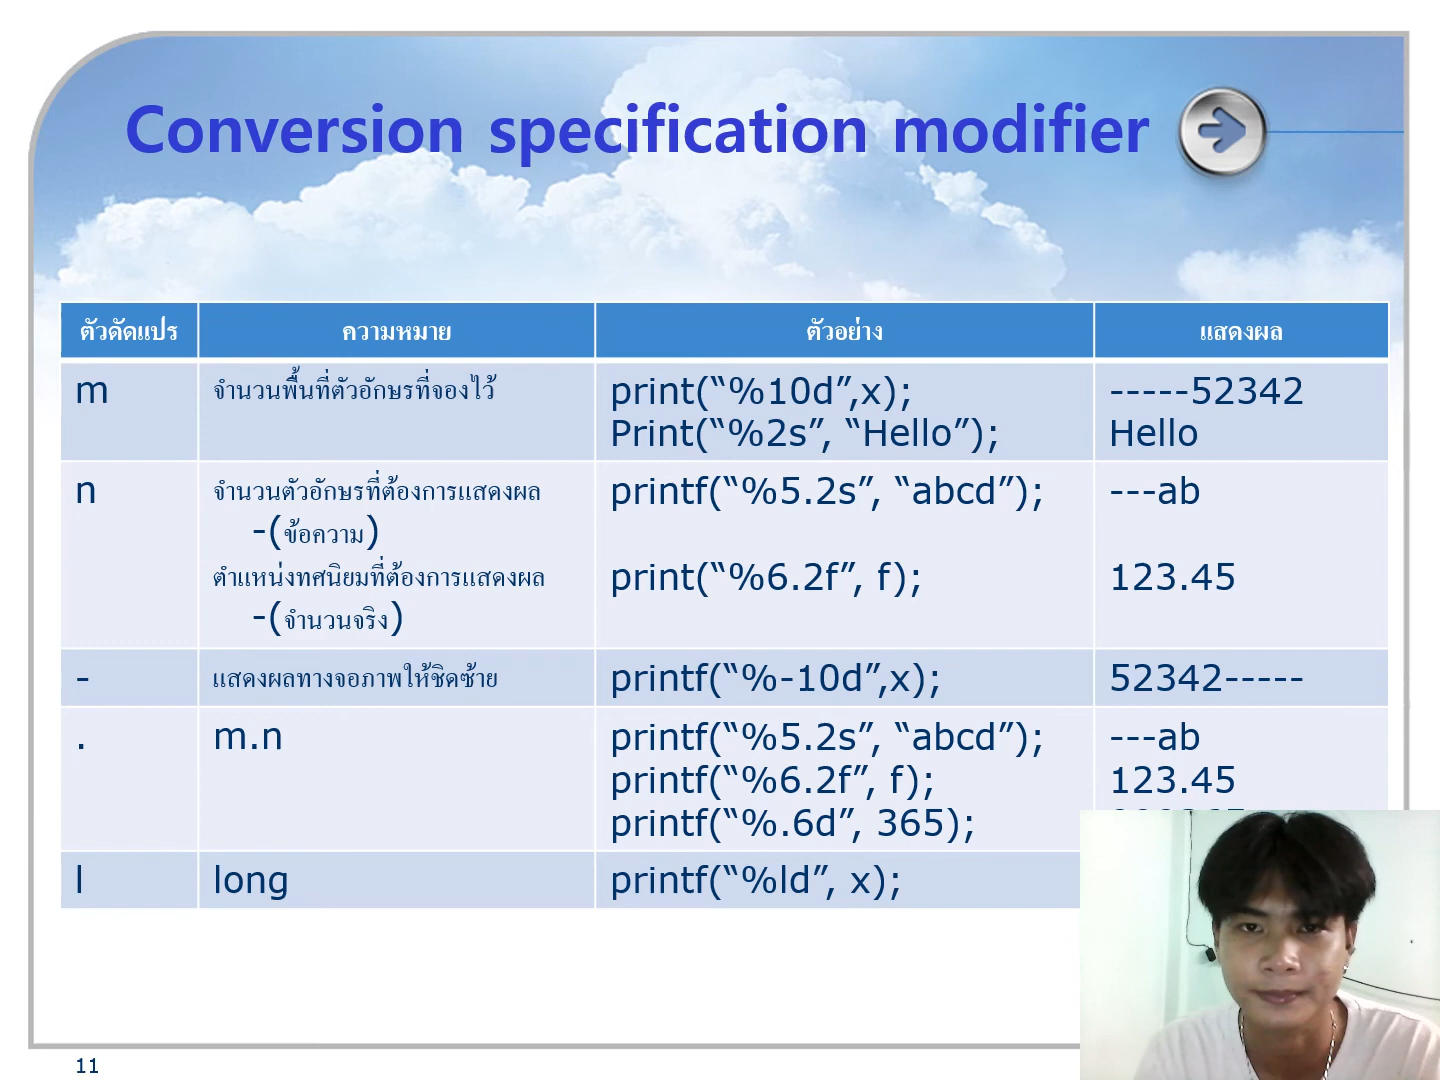 Conversion specification modifier
ตัวดัดแปร ความหมาย ตัวอย่าง แสดงผล
m จำนวนพื้นที่ตัวอักษรที่จองไว้ print(“%10d”,x); -----52342
Print(“%2s”, “Hello”); Hello
n จำนวนตัวอักษรที่ต้องการแสดงผล printf(“%5.2s”, “abcd”); ---ab
-(ข้อความ)
ตำแหน่งทศนิยมที่ต้องการแสดงผล print(“%6.2f”, f); 123.45
-(จำนวนจริง)
- แสดงผลทางจอภาพให้ชิดซ้าย printf(“%-10d”,x); 52342-----
. m.n printf(“%5.2s”, “abcd”); ---ab
printf(“%6.2f”, f); 123.45
printf(“%.6d”, 365);
l long printf(“%ld”, x);
11